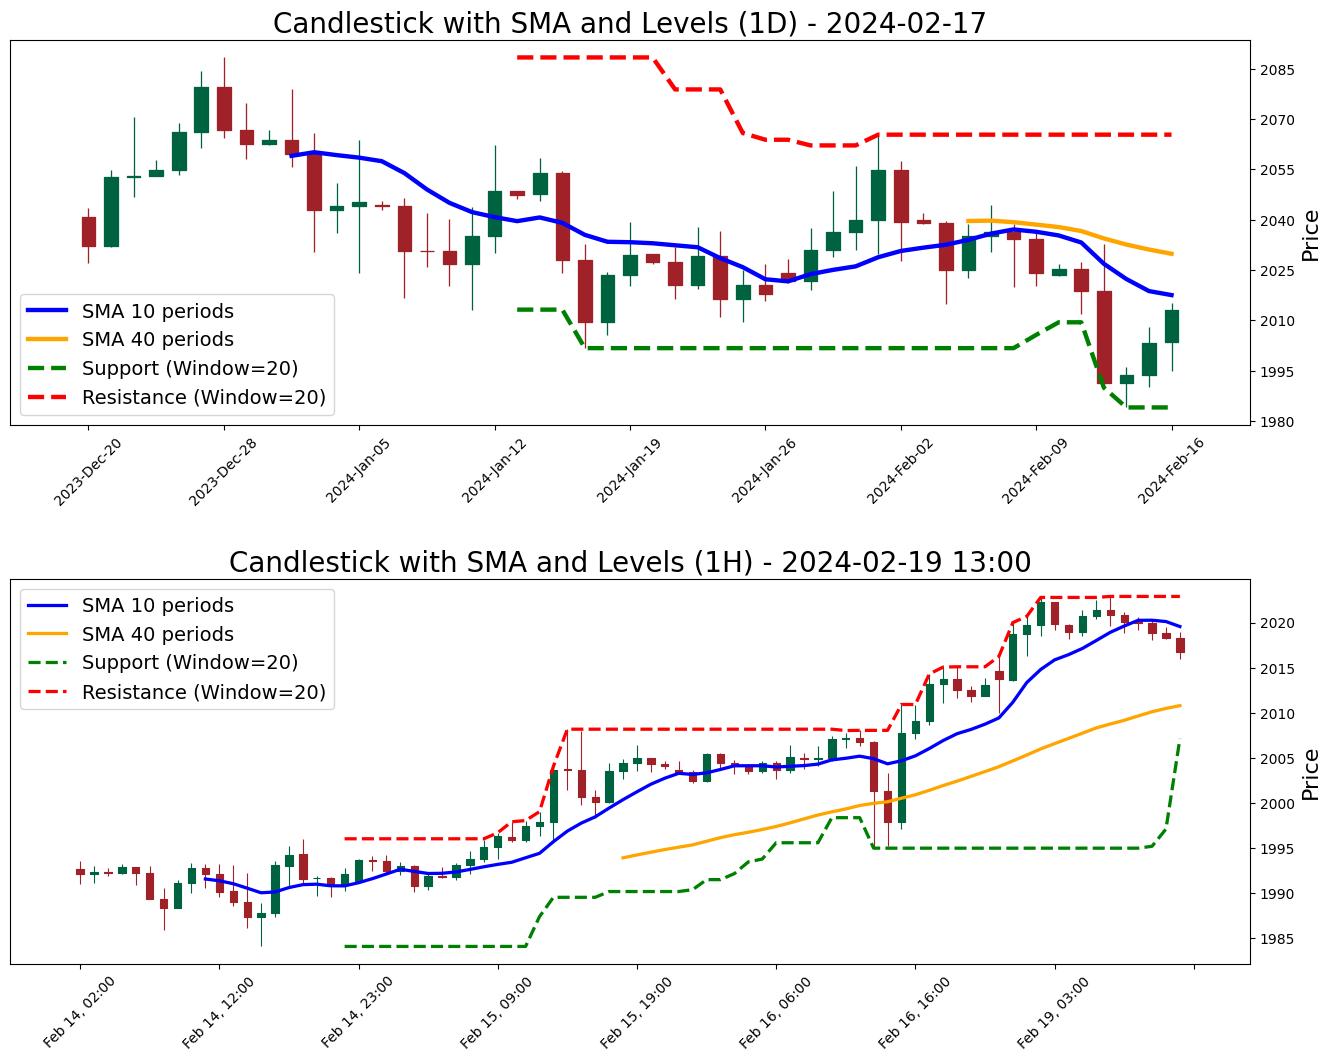 Candlestick with SMA and Levels (1D) - 2024-02-17
2085
2070
2055
2040
2025
2010
1995
1980
Price
SMA 10 periods
SMA 40 periods
Support (Window=20)
Resistance (Window=20)
2023-Dec-20
2023-Dec-28
2024-Jan-05
2024-Jan-12
2024-Jan-19
2024-Jan-26
2024-Feb-02
2024-Feb-09
2024-Feb-16
Candlestick with SMA and Levels (1H) - 2024-02-19 13:00
SMA 10 periods
SMA 40 periods
Support (Window=20)
Resistance (Window=20)
2020
2015
2010
2005
2000
1995
1990
1985
Price
Feb 14, 02:00
Feb 14, 12:00
Feb 14, 23:00
Feb 15, 09:00
Feb 15, 19:00
Feb 16, 06:00
Feb 16, 16:00
Feb 19, 03:00